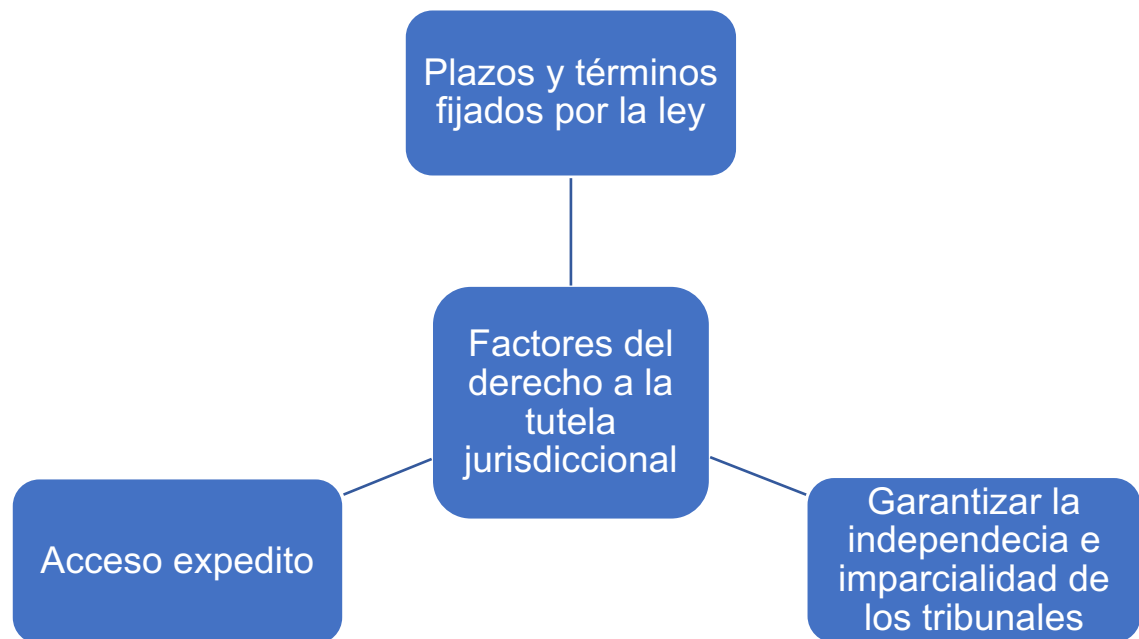 Plazos y términos
fijados por la ley
Factores del
derecho a la
tutela
jurisdiccional
Acceso expedito
Garantizar la
independecia e
imparcialidad de
los tribunales